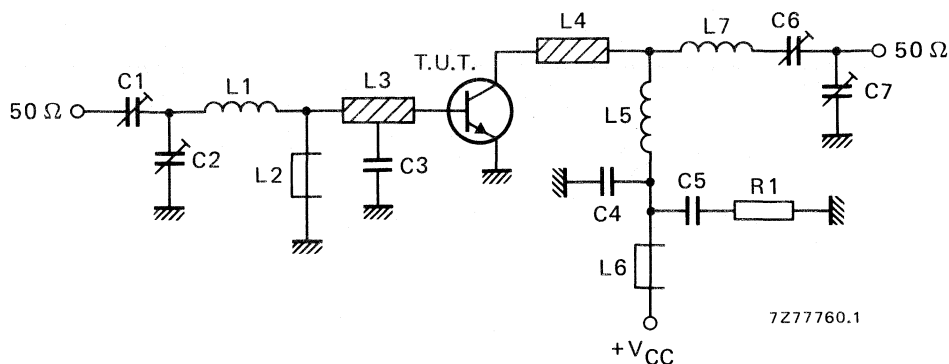 L4
L7
C6
50 Ω
T.U.T.
C1
L1
L3
C7
50 Ω
L5
C2
L2
C3
C5
R1
C4
L6
7Z77760.1
+VCC